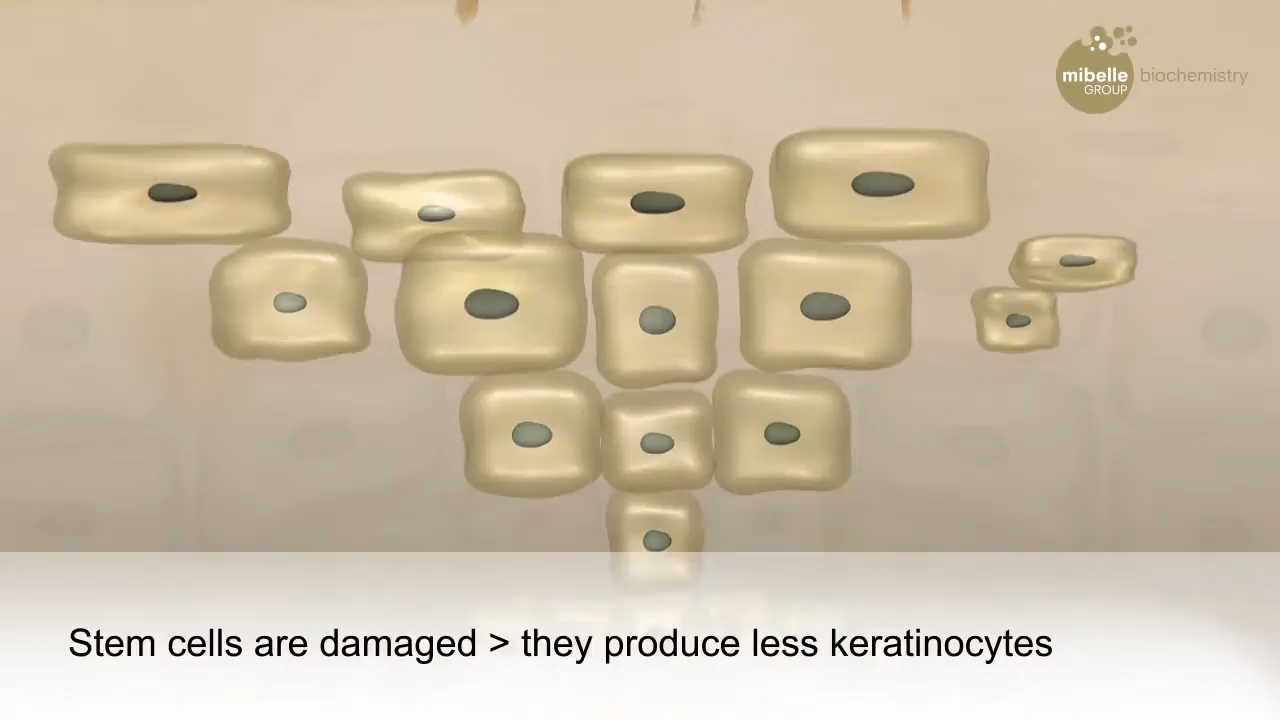 mibelle biochemistry
GROUP
Stem cells are damaged > they produce less keratinocytes